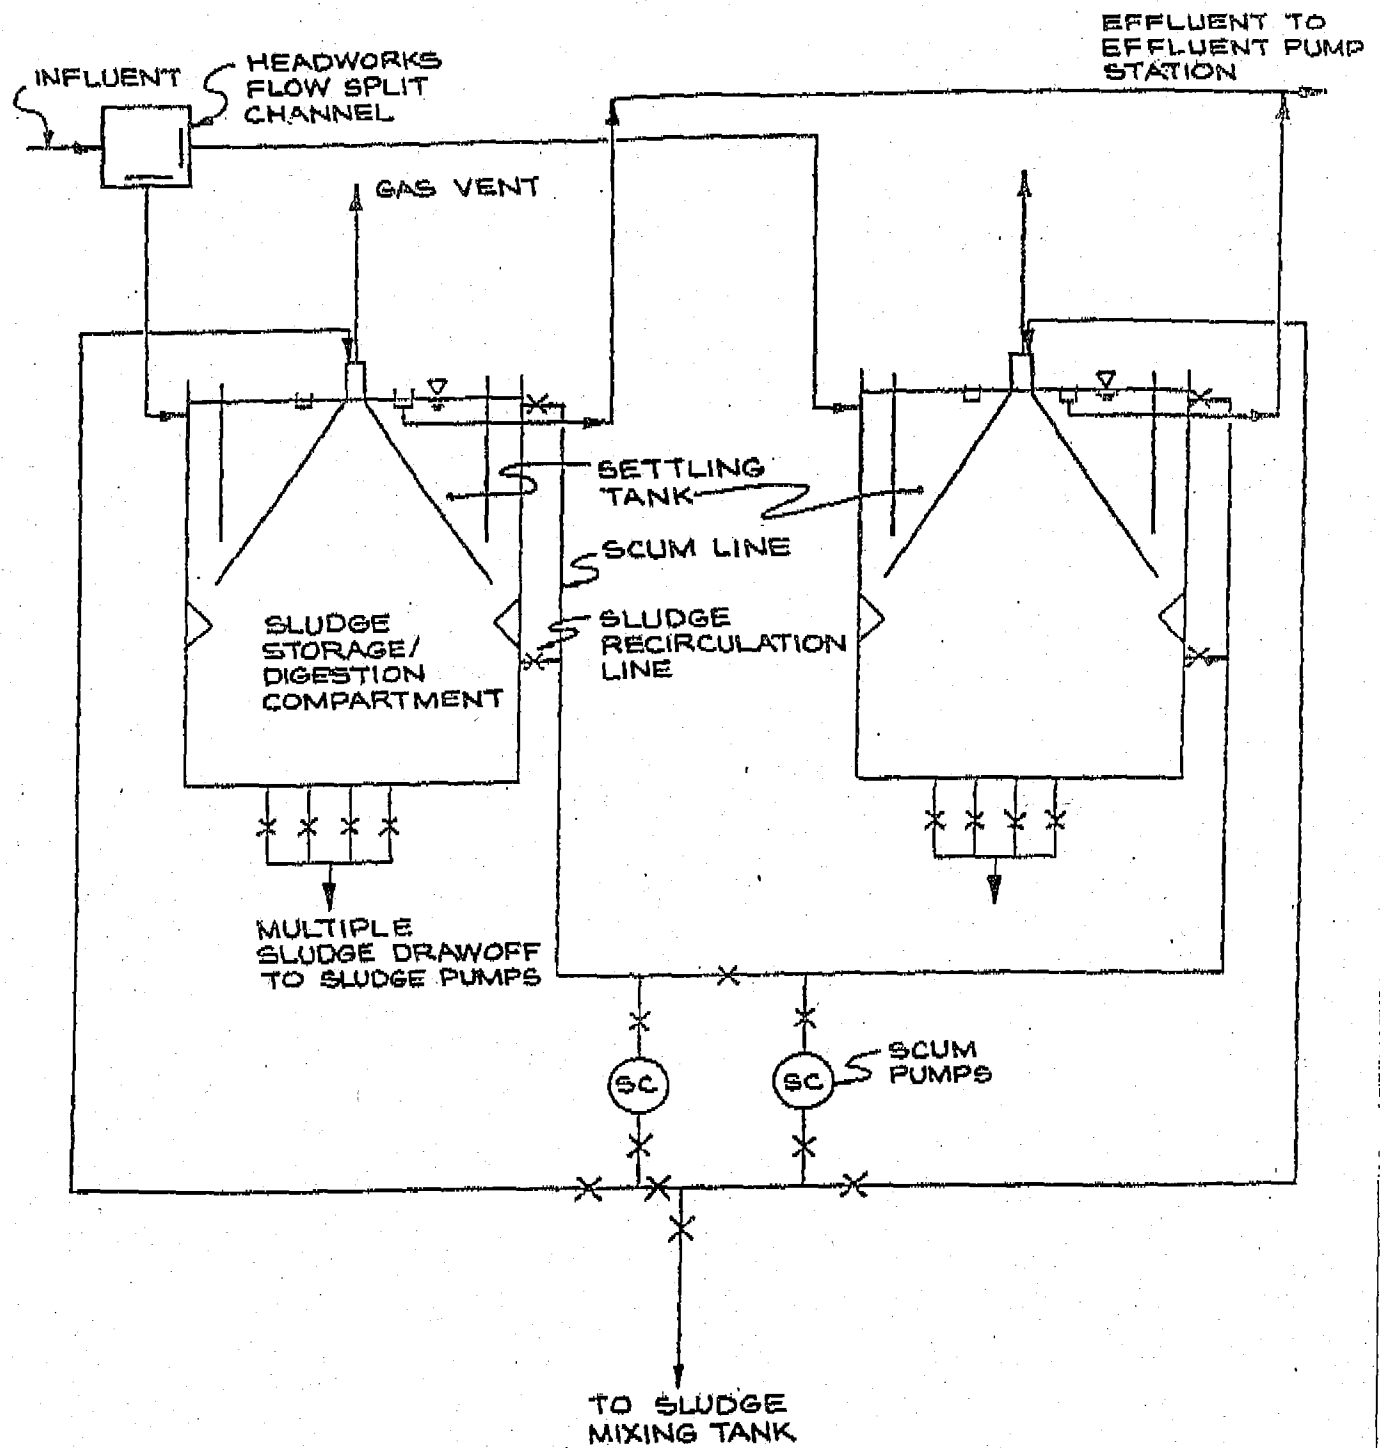 EFFLUENT TO
EFFLUENT PUMP
STATION
INFLUENT
HEADWORKS
FLOW SPLIT
CHANNEL
GAS VENT
SETTLING
TANK
SCUM LINE
SLUDGE
RECIRCULATION
LINE
SLUDGE
STORAGE/
DIGESTION
COMPARTMENT
MULTIPLE
SLUDGE DRAWOFF
TO SLUDGE PUMPS
SC
SC
SCUM
PUMPS
TO SLUDGE
MIXING TANK